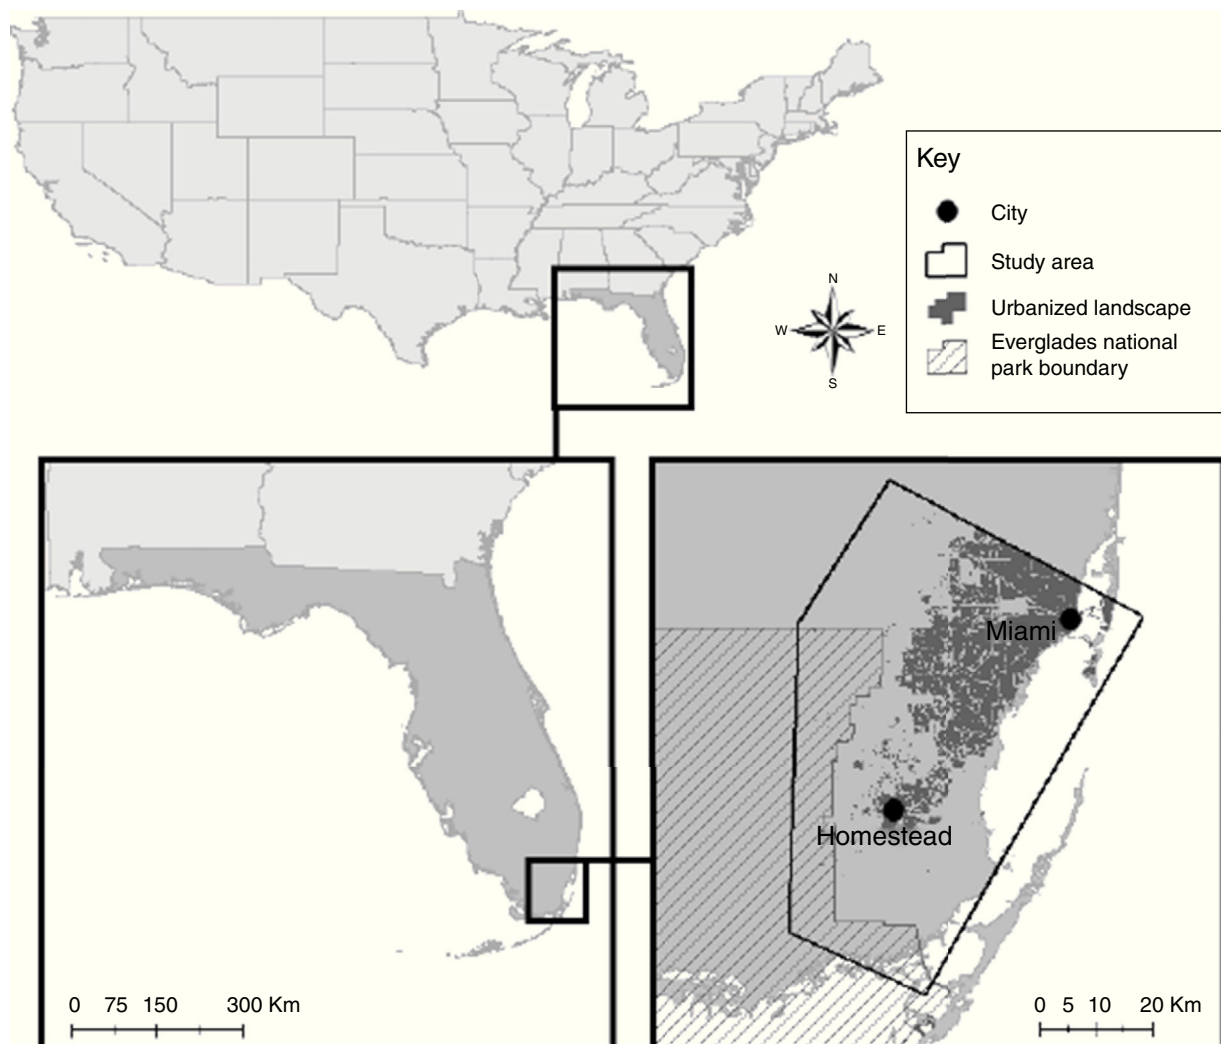 Key
City
Study area
Urbanized landscape
Everglades national
park boundary
N
W E
S
Miami
Homestead
0 75 150 300 Km
0 5 10 20 Km